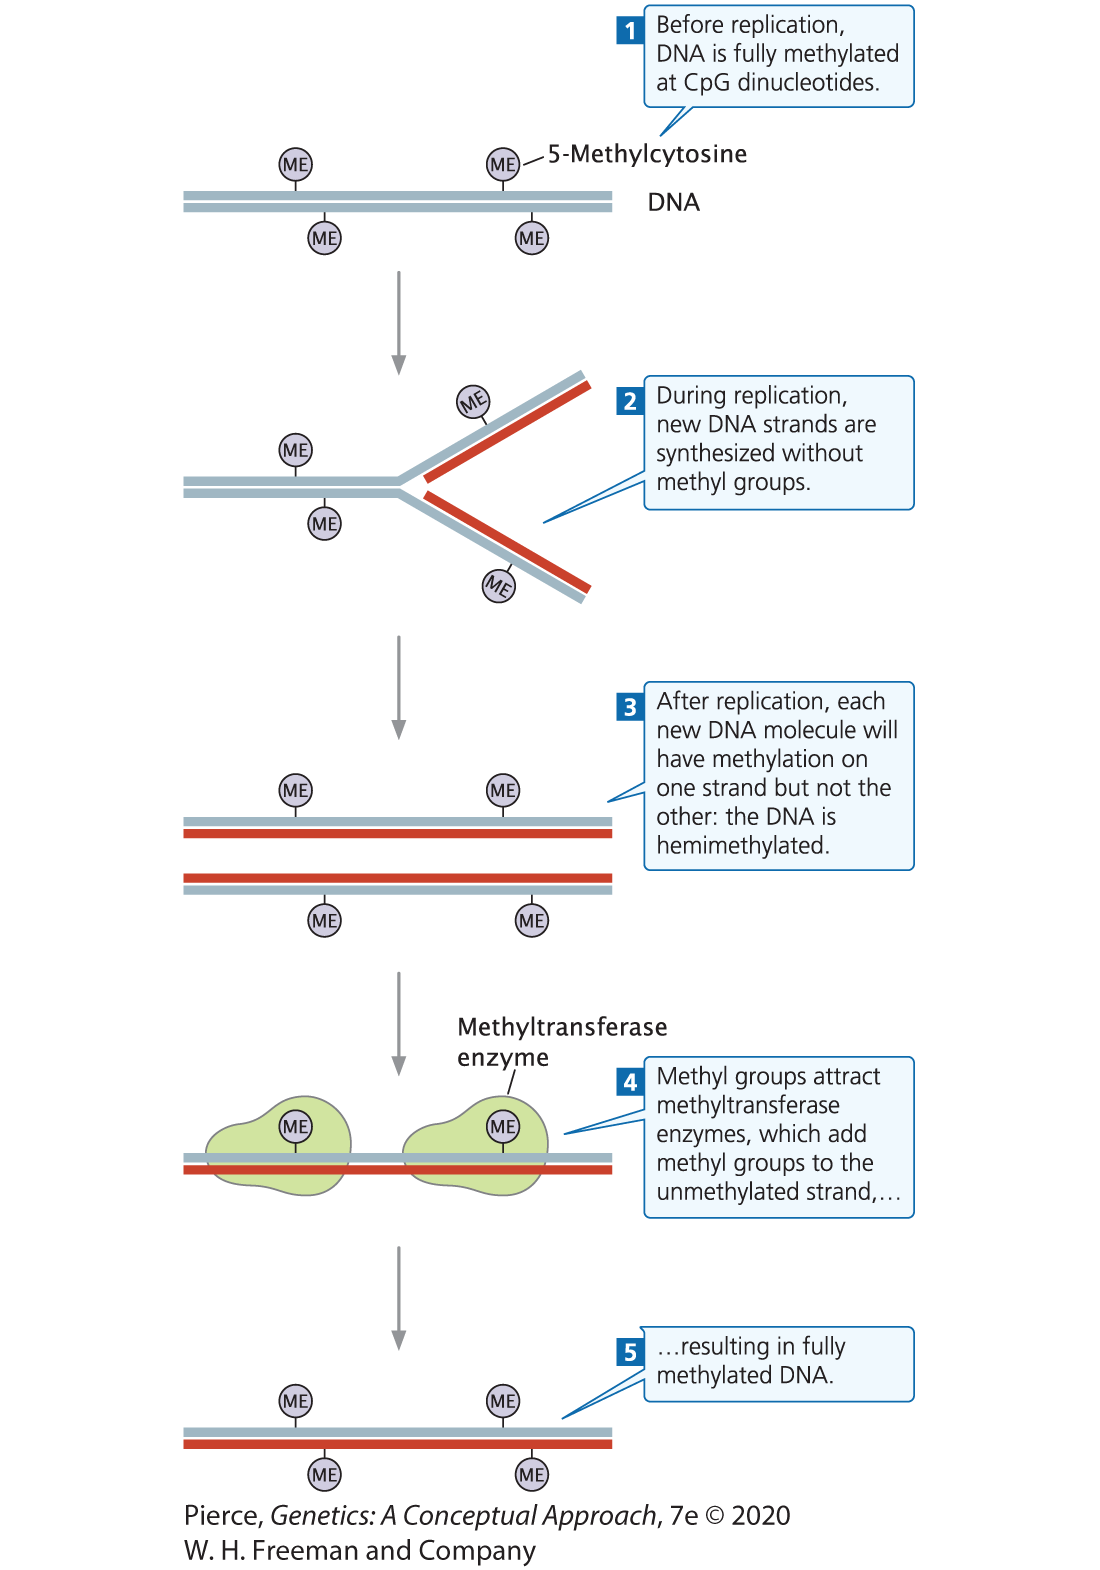 1
Before replication,
DNA is fully methylated
at CpG dinucleotides.
ME
ME
5-Methylcytosine
DNA
ME
ME
2
During replication,
new DNA strands are
synthesized without
methyl groups.
ME
ME
ME
ME
3
After replication, each
new DNA molecule will
have methylation on
one strand but not the
other: the DNA is
hemimethylated.
ME
ME
ME
ME
Methyltransferase
enzyme
4
Methyl groups attract
methyltransferase
enzymes, which add
methyl groups to the
unmethylated strand,…
ME
ME
5
…resulting in fully
methylated DNA.
ME
ME
ME
ME
Pierce, Genetics: A Conceptual Approach, 7e © 2020
W. H. Freeman and Company